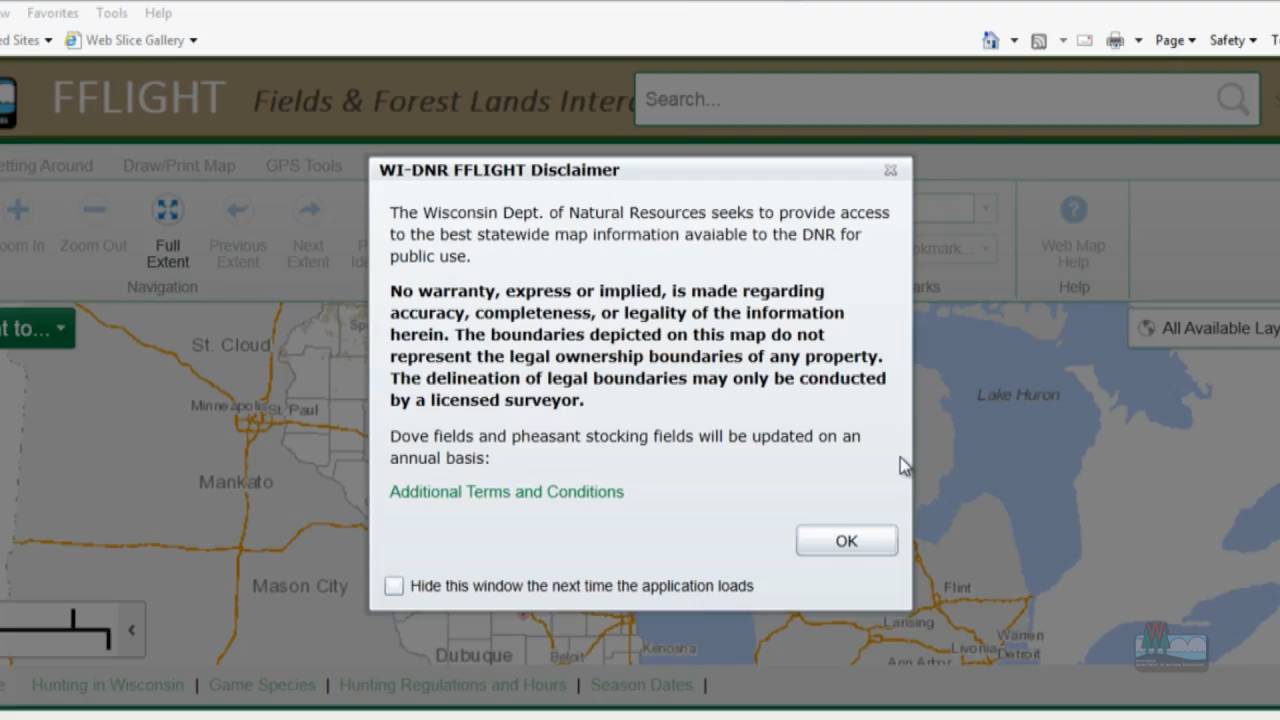 Favorites Tools Help
Web Slice Gallery
Page Safety
FFLIGHT Fields & Forest Lands
Search...
Draw/Print Map GPS Tools
WI-DNR FFLIGHT Disclaimer
The Wisconsin Dept. of Natural Resources seeks to provide access
to the best statewide map information avaiable to the DNR for
public use.
No warranty, express or implied, is made regarding
accuracy, completeness, or legality of the information
herein. The boundaries depicted on this map do not
represent the legal ownership boundaries of any property.
The delineation of legal boundaries may only be conducted
by a licensed surveyor.
Dove fields and pheasant stocking fields will be updated on an
annual basis:
Additional Terms and Conditions
OK
Hide this window the next time the application loads
Zoom Out
Full
Extent
Previous
Extent
Next
Extent
Navigation
Web Map
Help
Help
to...
All Available
St. Cloud
Minneapolis
St. Paul
Mankato
Mason City
Dubuque
Beloit
Kenosha
Lake Huron
Flint
Lansing
Warren
Livonia
Detroit
Ann Arbor
Hunting in Wisconsin | Game Species | Hunting Regulations and Hours | Season Dates |